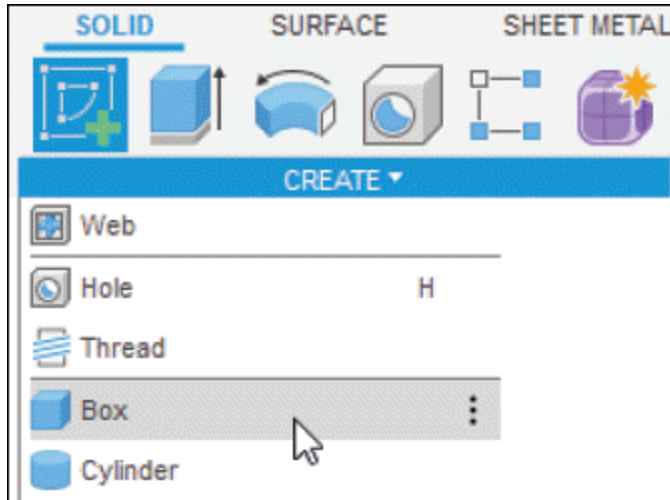 SOLID SURFACE SHEET METAL
CREATE
Web
Hole H
Thread
Box
Cylinder